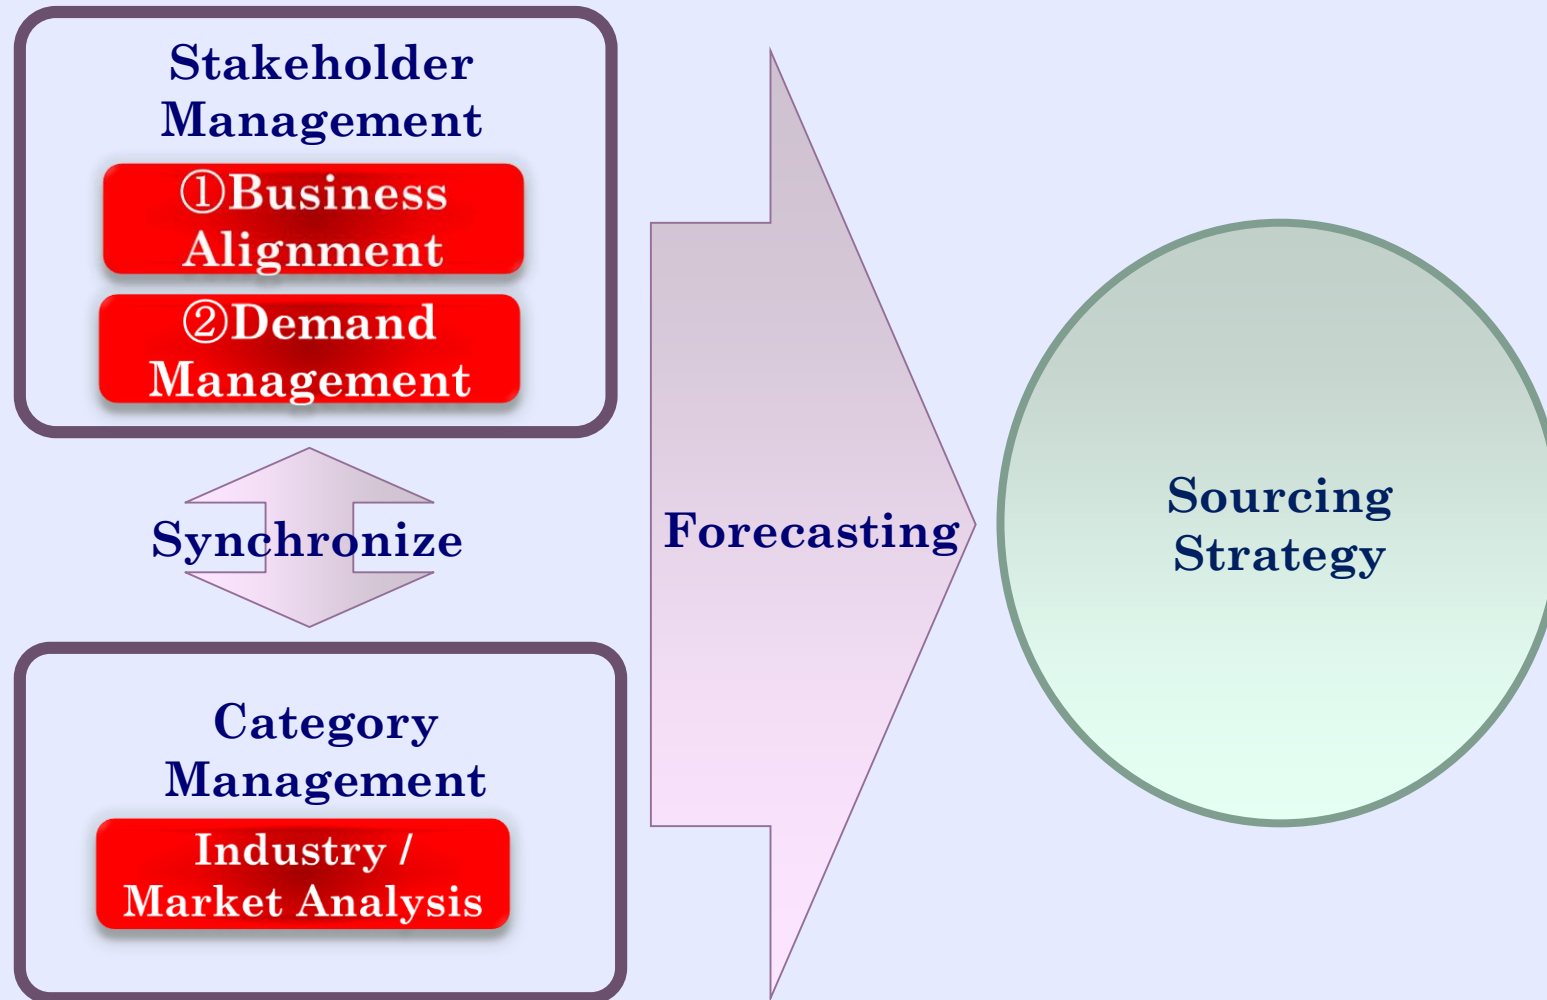 Stakeholder
Management
①Business
Alignment
②Demand
Management
Synchronize
Category
Management
Industry /
Market Analysis
Forecasting
Sourcing
Strategy